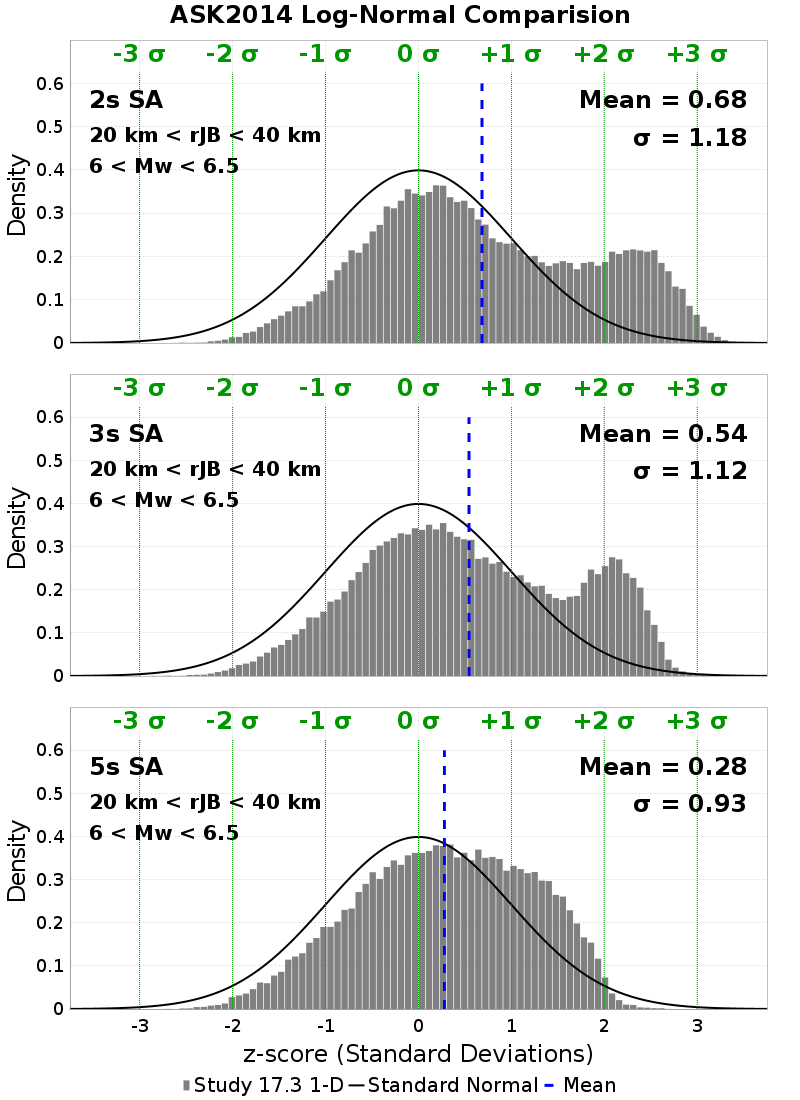 ASK2014 Log-Normal Comparision
-3 σ -2 σ -1 σ 0 σ +1 σ +2 σ +3 σ
0.6
0.5
0.4
0.3
0.2
0.1
0
Density
2s SA
20 km < rJB < 40 km
6 < Mw < 6.5
Mean = 0.68
σ = 1.18
-3 σ -2 σ -1 σ 0 σ +1 σ +2 σ +3 σ
0.6
0.5
0.4
0.3
0.2
0.1
0
Density
3s SA
20 km < rJB < 40 km
6 < Mw < 6.5
Mean = 0.54
σ = 1.12
-3 σ -2 σ -1 σ 0 σ +1 σ +2 σ +3 σ
0.6
0.5
0.4
0.3
0.2
0.1
0
Density
5s SA
20 km < rJB < 40 km
6 < Mw < 6.5
Mean = 0.28
σ = 0.93
-3 -2 -1 0 1 2 3
z-score (Standard Deviations)
Study 17.3 1-D Standard Normal Mean